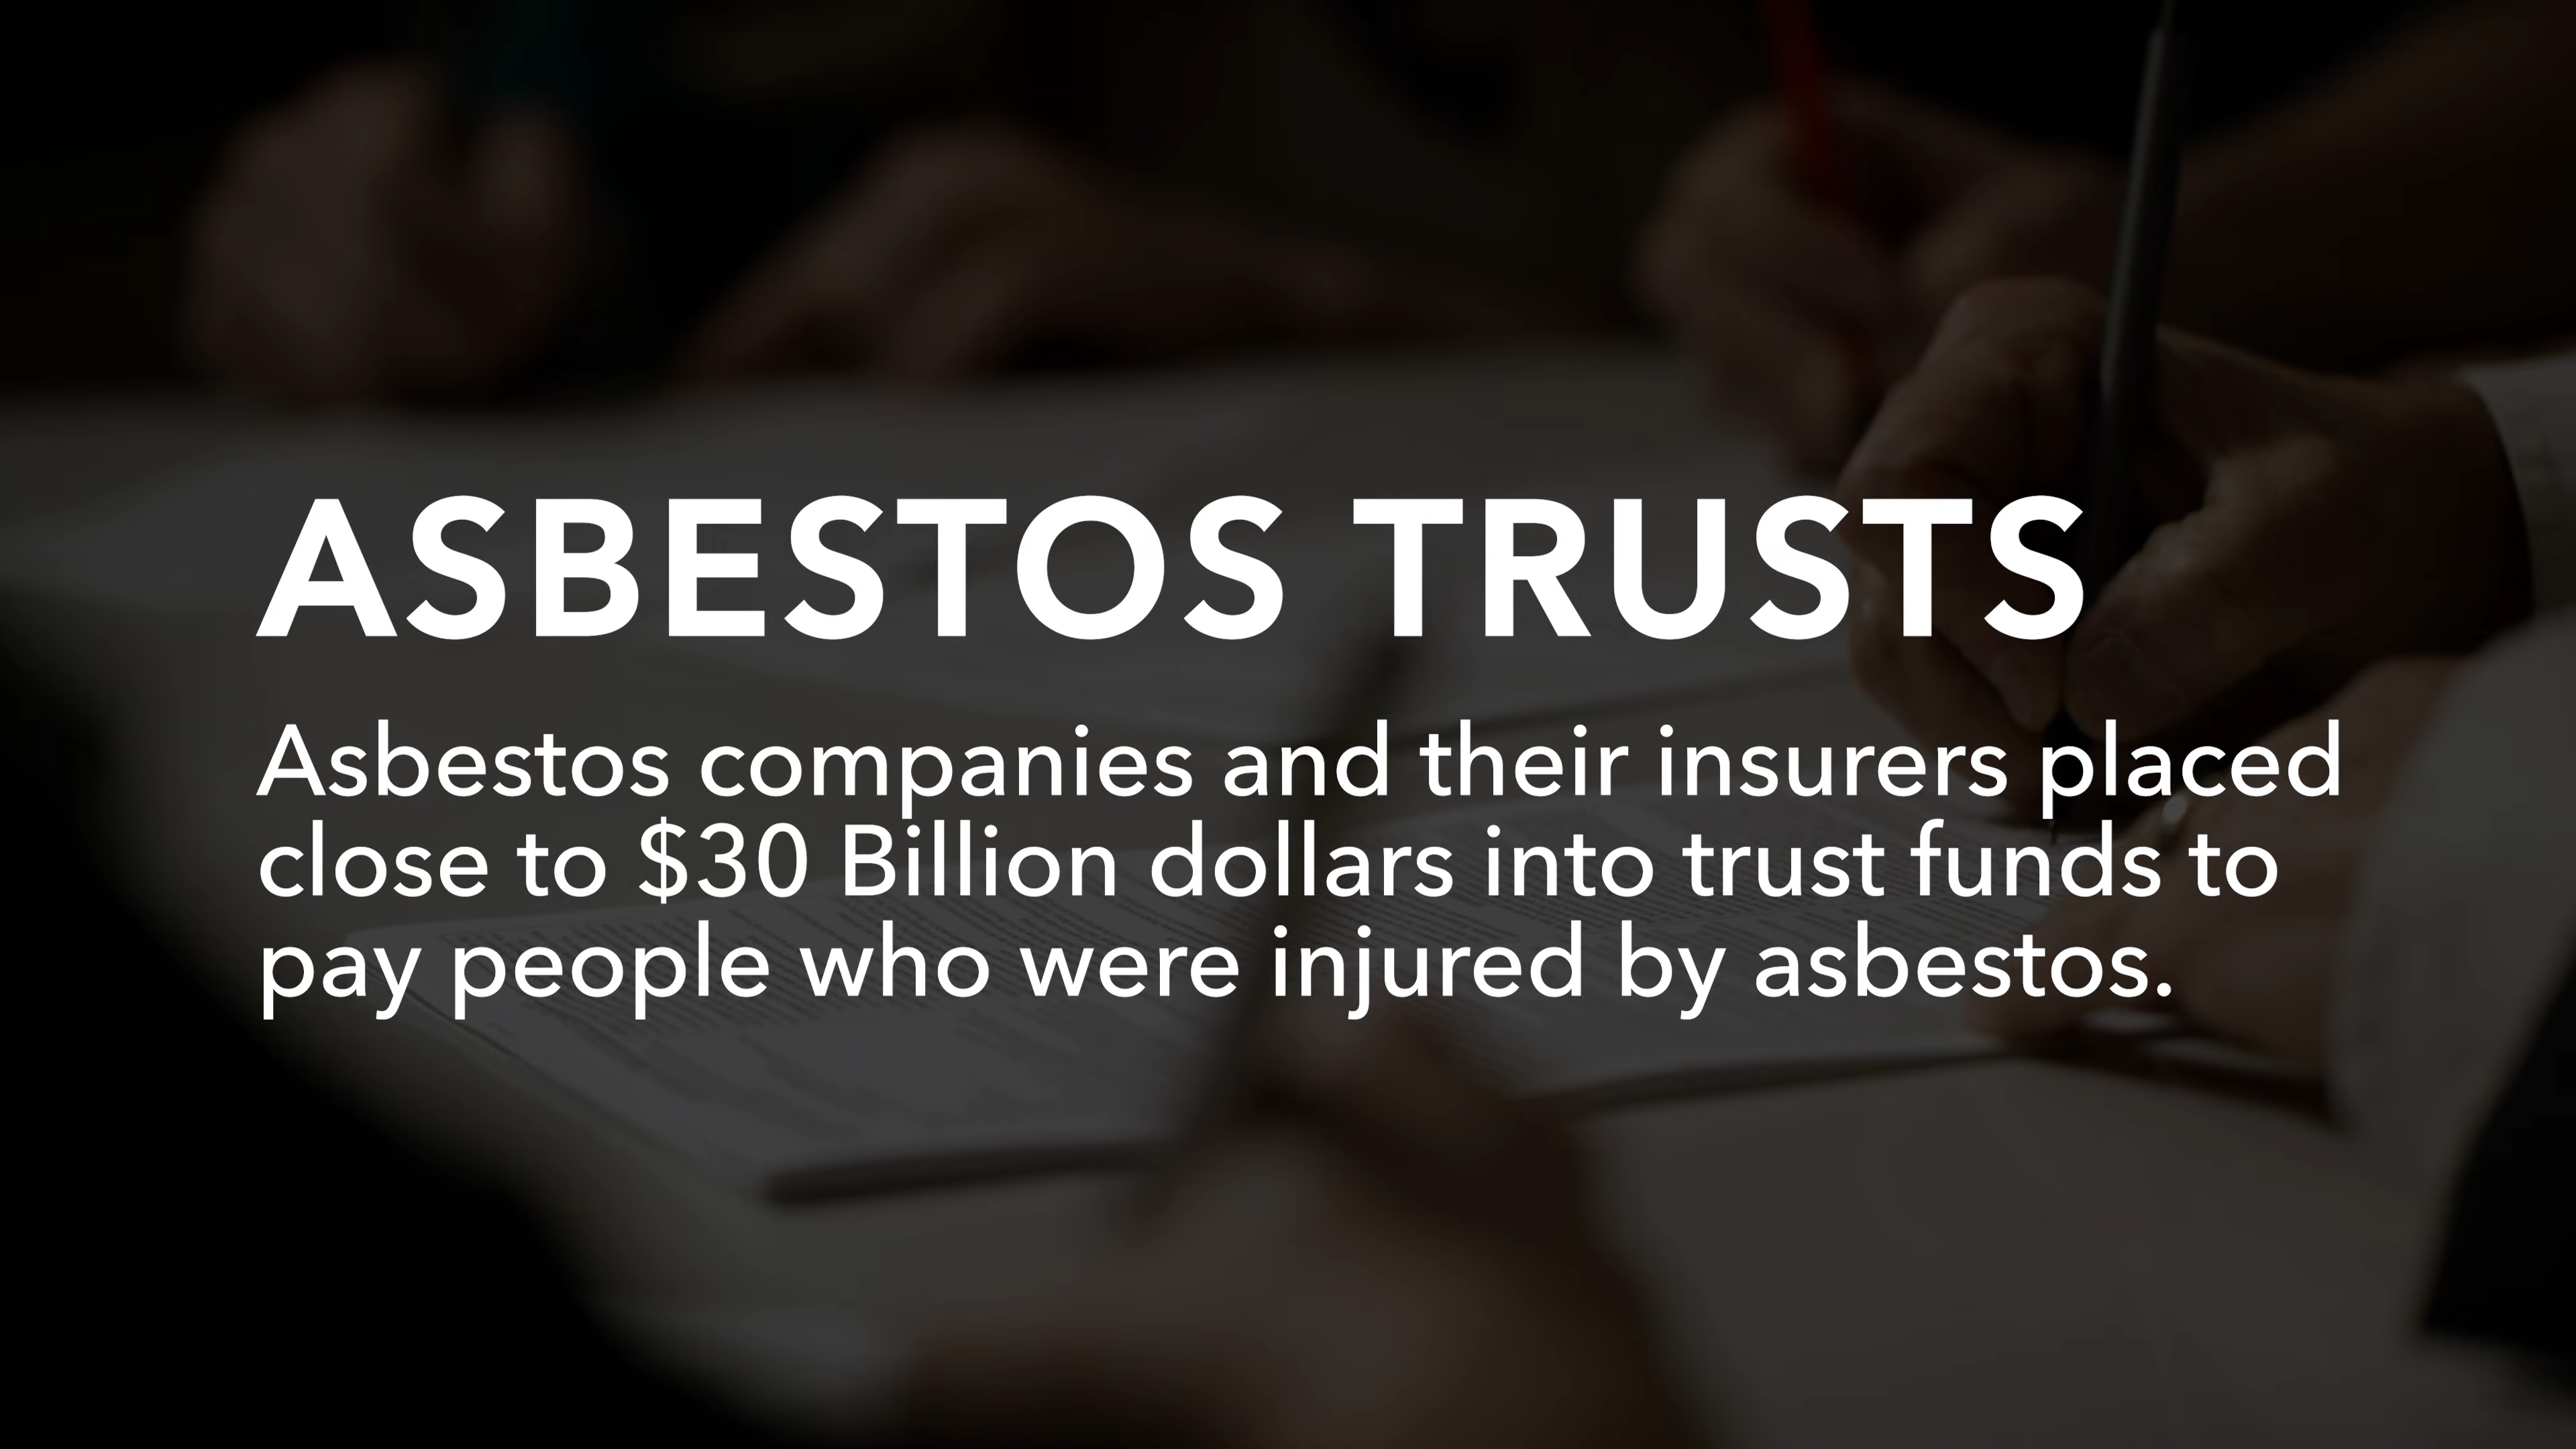 ASBESTOS TRUSTS
Asbestos companies and their insurers placed
close to $30 Billion dollars into trust funds to
pay people who were injured by asbestos.